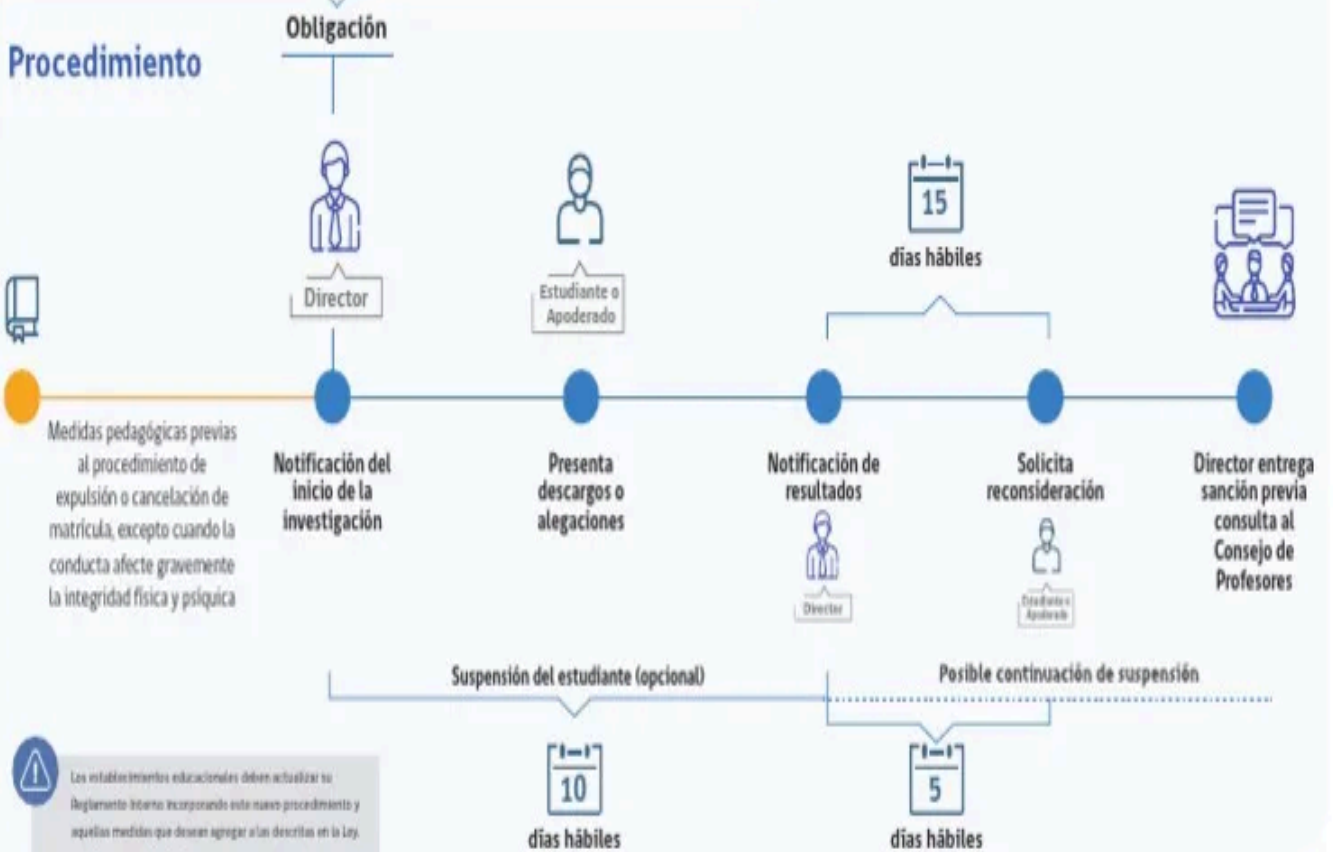 Obligación
Procedimiento
15
días hábiles
Director
Estudiante o
Apoderado
Medidas pedagógicas previas
al procedimiento de
expulsión o cancelación de
matrícula, excepto cuando la
conducta afecte gravemente
la integridad física y psíquica
Notificación del
inicio de la
investigación
Presenta
descargos o
alegaciones
Notificación de
resultados
Director
Solicita
reconsideración
Estudiante o
Apoderado
Director entrega
sanción previa
consulta al
Consejo de
Profesores
Suspensión del estudiante (opcional)
Posible continuación de suspensión
10
días hábiles
5
días hábiles
Los establecimientos educacionales deben actualizar su
Reglamento Interno incorporando este nuevo procedimiento y
aquellas medidas que desean agregar a las descritas en la Ley.